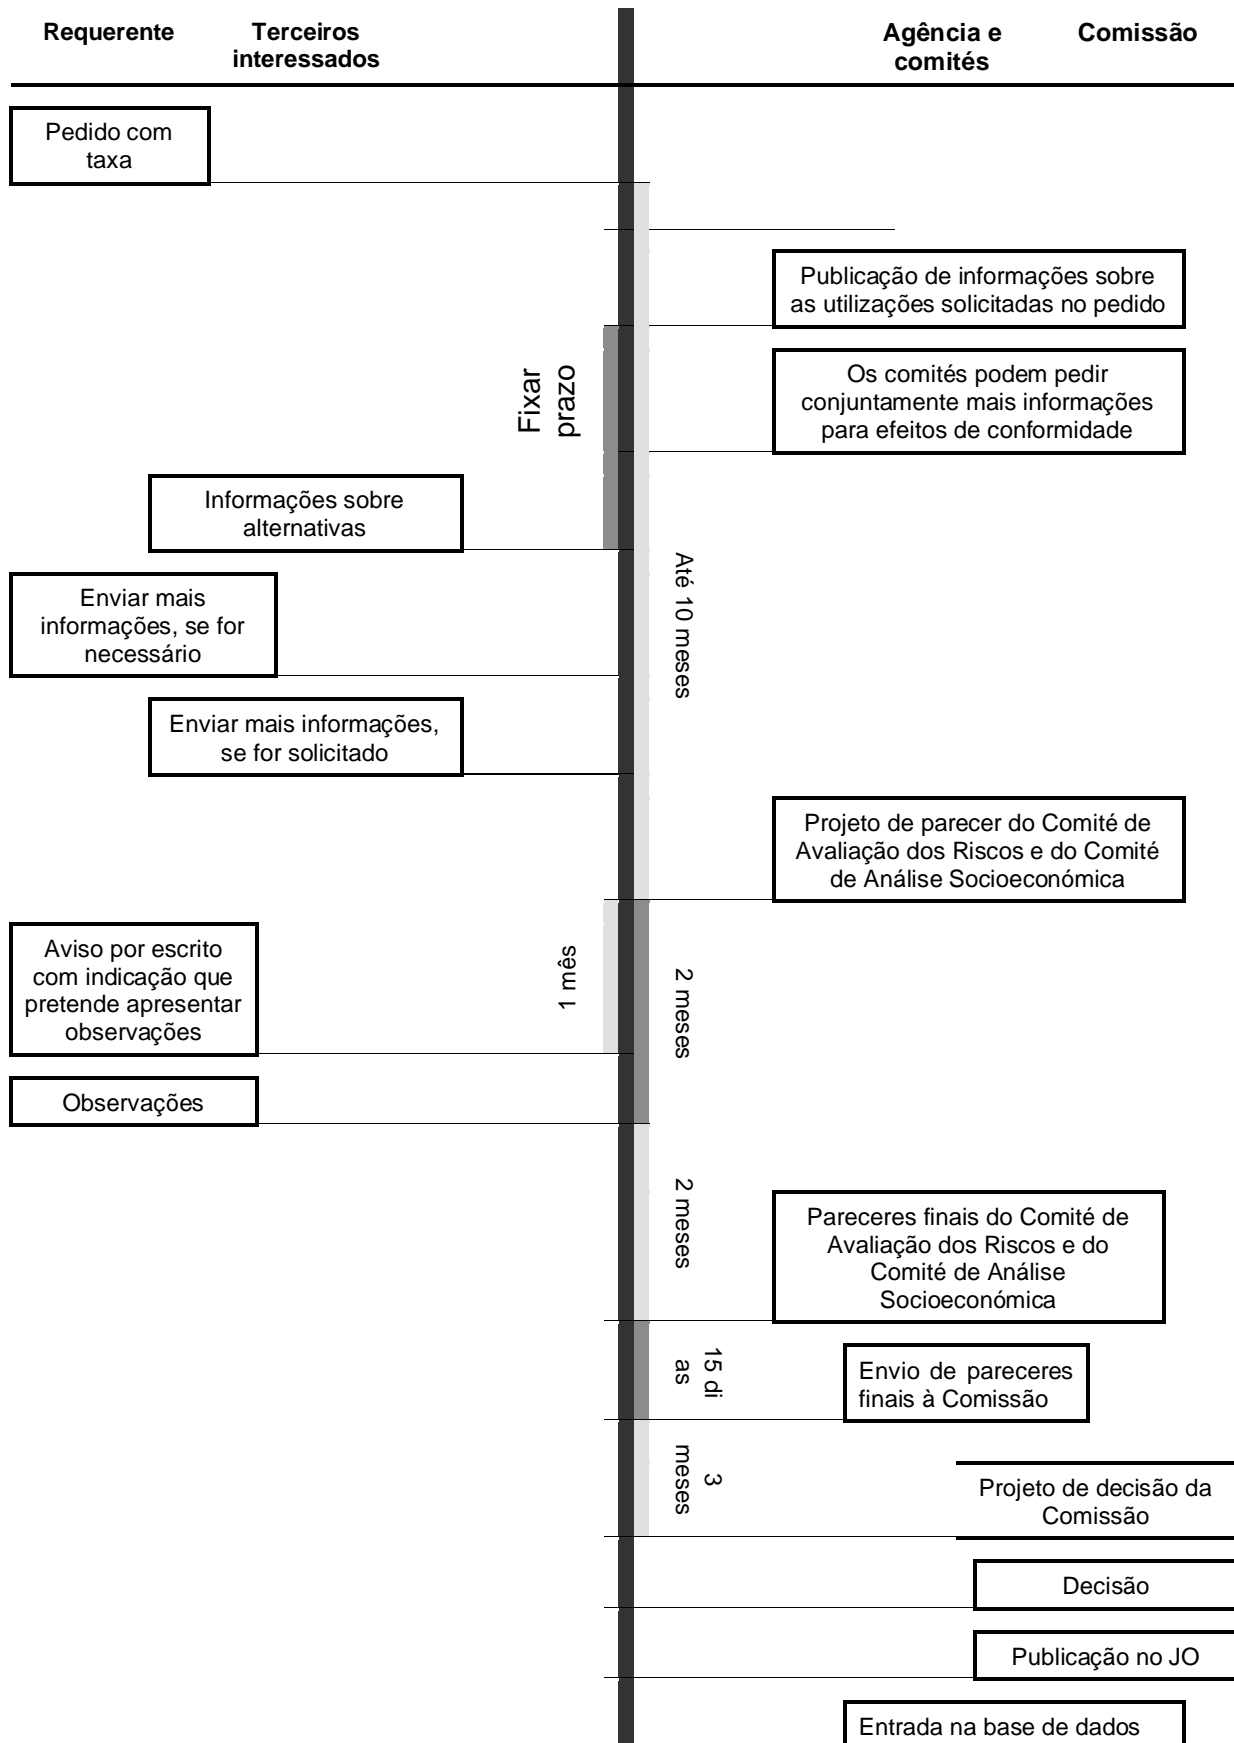 Requerente
Terceiros
interessados
Agência e
comités
Comissão
Pedido com
taxa
Publicação de informações sobre
as utilizações solicitadas no pedido
Fixar
prazo
Os comités podem pedir
conjuntamente mais informações
para efeitos de conformidade
Informações sobre
alternativas
Até 10 meses
Enviar mais
informações, se for
necessário
Enviar mais informações,
se for solicitado
Projeto de parecer do Comité de
Avaliação dos Riscos e do Comité
de Análise Socioeconómica
Aviso por escrito
com indicação que
pretende apresentar
observações
1 mês
2 meses
Observações
2 meses
Pareceres finais do Comité de
Avaliação dos Riscos e do
Comité de Análise
Socioeconómica
15 di
as
Envio de pareceres
finais à Comissão
3
meses
Projeto de decisão da
Comissão
Decisão
Publicação no JO
Entrada na base de dados